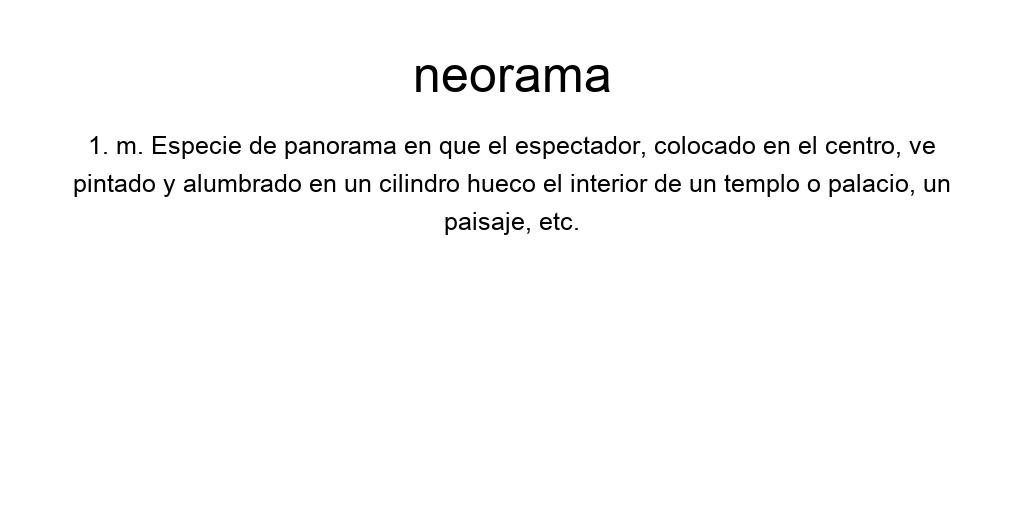 neorama
1. m. Especie de panorama en que el espectador, colocado en el centro, ve
pintado y alumbrado en un cilindro hueco el interior de un templo o palacio, un
paisaje, etc.